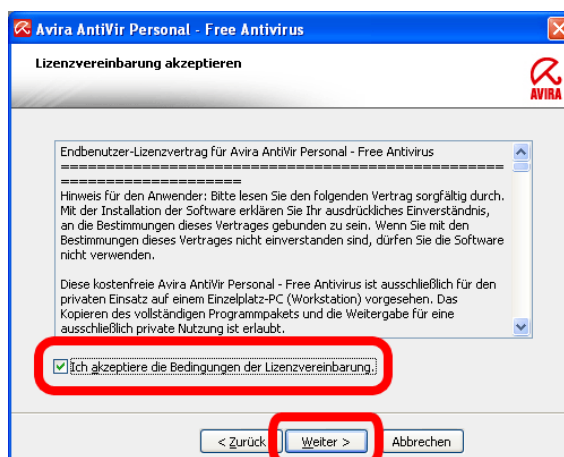 Avira AntiVir Personal - Free Antivirus
Lizenzvereinbarung akzeptieren
AVIRA
Endbenutzer-Lizenzvertrag für Avira AntiVir Personal - Free Antivirus
=================================================
====================
Hinweis für den Anwender: Bitte lesen Sie den folgenden Vertrag sorgfältig durch.
Mit der Installation der Software erklären Sie Ihr ausdrückliches Einverständnis,
an die Bestimmungen dieses Vertrages gebunden zu sein. Wenn Sie mit den
Bestimmungen dieses Vertrages nicht einverstanden sind, dürfen Sie die Software
nicht verwenden.
Diese kostenfreie Avira AntiVir Personal - Free Antivirus ist ausschließlich für den
privaten Einsatz auf einem Einzelplatz-PC (Workstation) vorgesehen. Das
Kopieren des vollständigen Programmpakets und die Weitergabe für eine
ausschließlich private Nutzung ist erlaubt.
Ich akzeptiere die Bedingungen der Lizenzvereinbarung.
< Zurück Weiter > Abbrechen